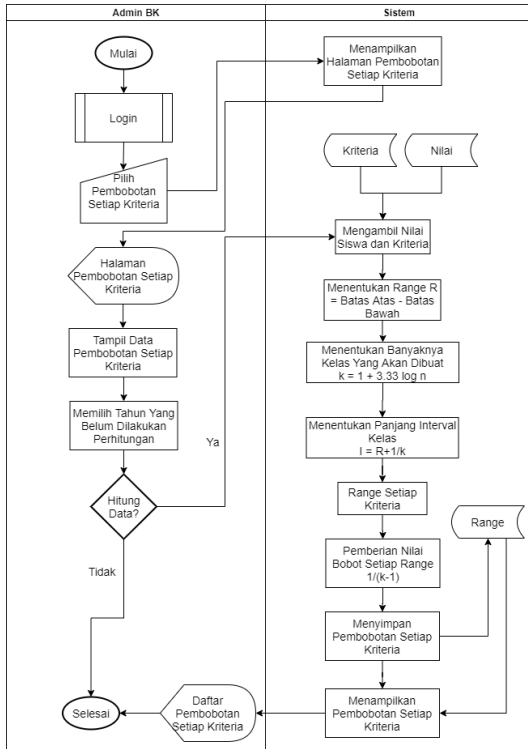 Admin BK
Sistem
Mulai
Login
Pilih
Pembobotan
Setiap Kriteria
Menampilkan
Halaman Pembobotan
Setiap Kriteria
Kriteria
Nilai
Halaman
Pembobotan Setiap
Kriteria
Mengambil Nilai
Siswa dan Kriteria
Tampil Data
Pembobotan Setiap
Kriteria
Menentukan Range R
= Batas Atas - Batas
Bawah
Memilih Tahun Yang
Belum Dilakukan
Perhitungan
Menentukan Banyaknya
Kelas Yang Akan Dibuat
k = 1 + 3.33 log n
Ya
Menentukan Panjang Interval
Kelas
I = R+1/k
Hitung
Data?
Range Setiap
Kriteria
Range
Tidak
Pemberian Nilai
Bobot Setiap Range
1/(k-1)
Menyimpan
Pembobotan Setiap
Kriteria
Selesai
Daftar
Pembobotan
Setiap Kriteria
Menampilkan
Pembobotan Setiap
Kriteria